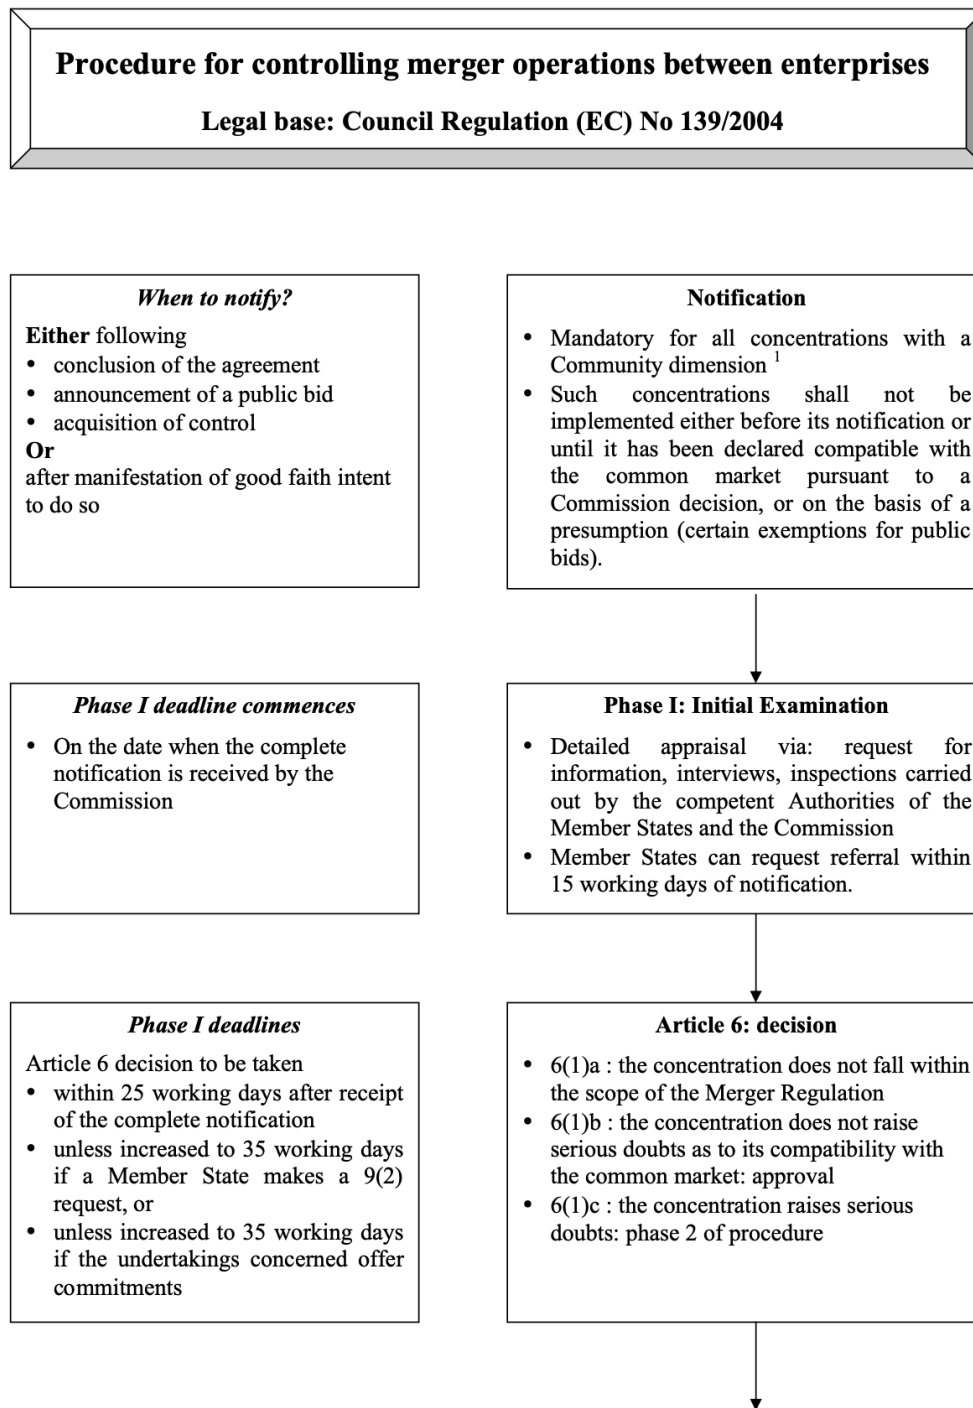 Procedure for controlling merger operations between enterprises
Legal base: Council Regulation (EC) No 139/2004
When to notify?
Either following
• conclusion of the agreement
• announcement of a public bid
• acquisition of control
Or
after manifestation of good faith intent
to do so
Notification
• Mandatory for all concentrations with a
Community dimension 1
• Such concentrations shall not be
implemented either before its notification or
until it has been declared compatible with
the common market pursuant to a
Commission decision, or on the basis of a
presumption (certain exemptions for public
bids).
Phase I deadline commences
• On the date when the complete
notification is received by the
Commission
Phase I: Initial Examination
• Detailed appraisal via: request for
information, interviews, inspections carried
out by the competent Authorities of the
Member States and the Commission
• Member States can request referral within
15 working days of notification.
Phase I deadlines
Article 6 decision to be taken
• within 25 working days after receipt
of the complete notification
• unless increased to 35 working days
if a Member State makes a 9(2)
request, or
• unless increased to 35 working days
if the undertakings concerned offer
commitments
Article 6: decision
• 6(1)a : the concentration does not fall within
the scope of the Merger Regulation
• 6(1)b : the concentration does not raise
serious doubts as to its compatibility with
the common market: approval
• 6(1)c : the concentration raises serious
doubts: phase 2 of procedure